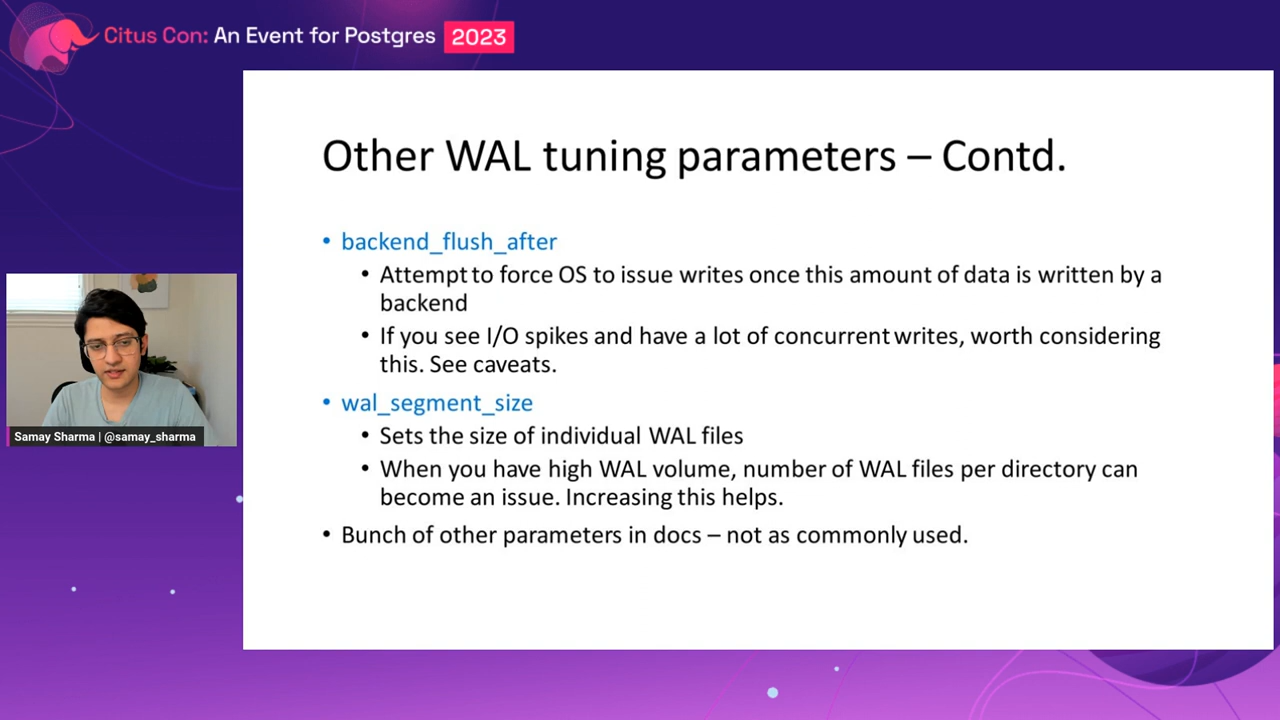 Citus Con: An Event for Postgres 2023
Other WAL tuning parameters – Contd.
• backend_flush_after
• Attempt to force OS to issue writes once this amount of data is written by a
backend
• If you see I/O spikes and have a lot of concurrent writes, worth considering
this. See caveats.
• wal_segment_size
• Sets the size of individual WAL files
• When you have high WAL volume, number of WAL files per directory can
become an issue. Increasing this helps.
• Bunch of other parameters in docs – not as commonly used.
Samay Sharma | @samay_sharma